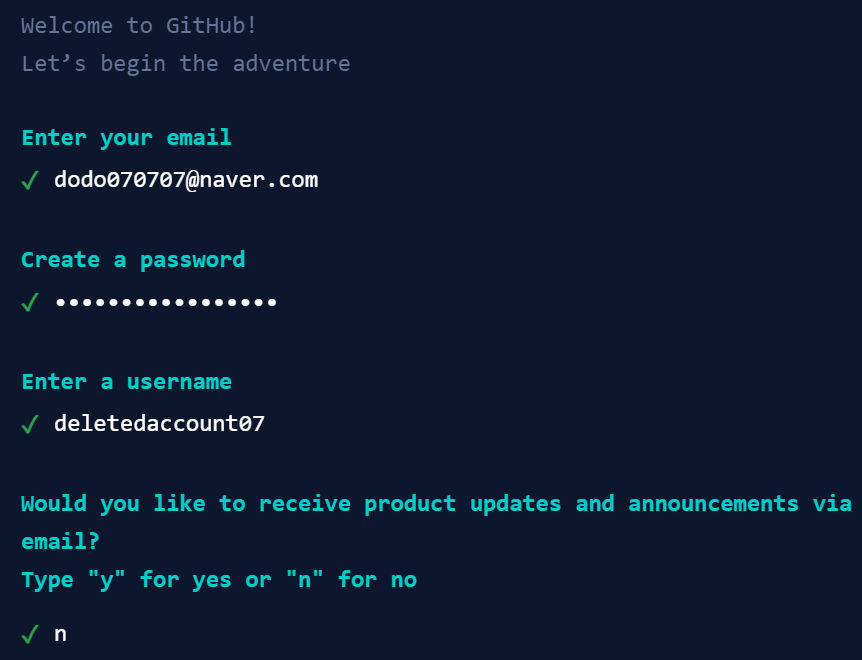 Welcome to GitHub!
Let’s begin the adventure
Enter your email
✓ dodo070707@naver.com
Create a password
✓ •••••••••••••••••
Enter a username
✓ deletedaccount07
Would you like to receive product updates and announcements via
email?
Type "y" for yes or "n" for no
✓ n